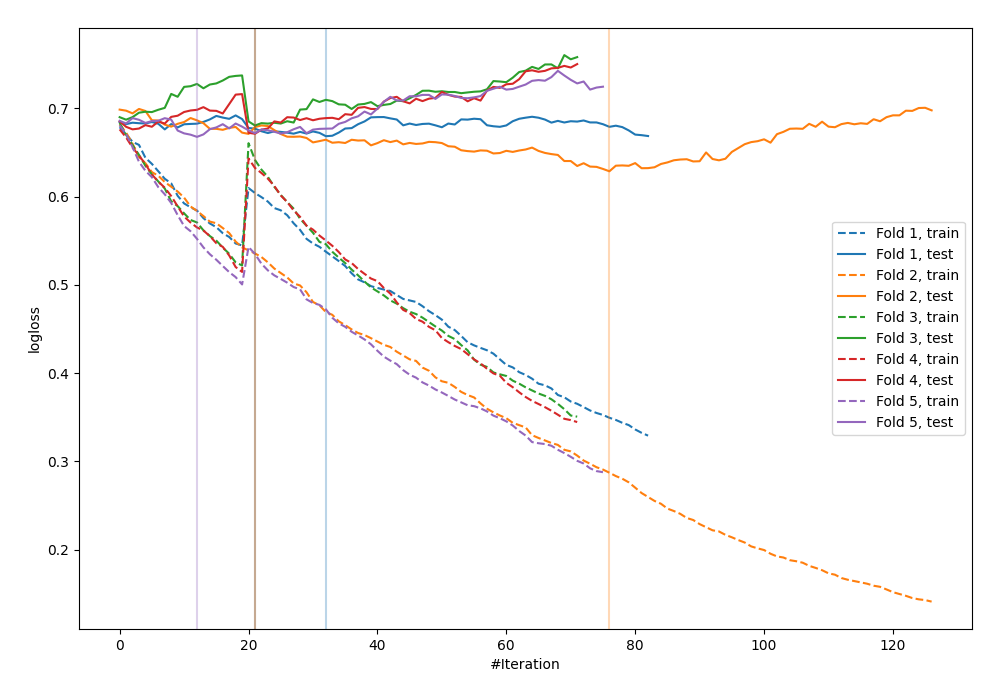 0.7
0.6
0.5
0.4
0.3
0.2
logloss
0 20 40 60 80 100 120
#Iteration
Fold 1, train
Fold 1, test
Fold 2, train
Fold 2, test
Fold 3, train
Fold 3, test
Fold 4, train
Fold 4, test
Fold 5, train
Fold 5, test